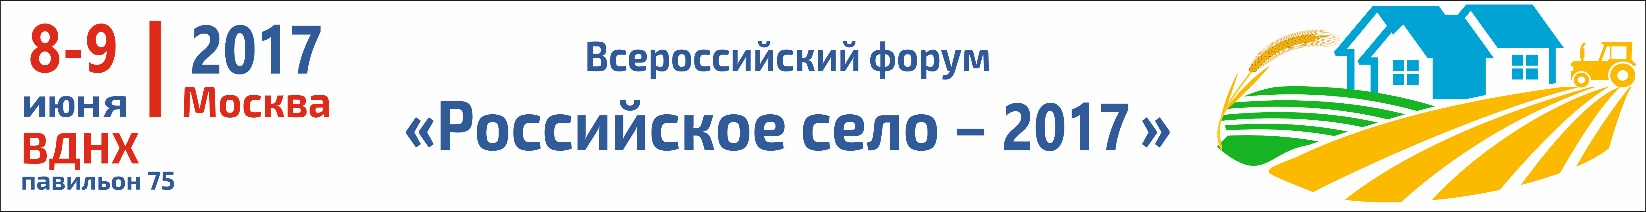 8-9
июня
ВДНХ
павильон 75
2017
Москва
Всероссийский форум
«Российское село – 2017»